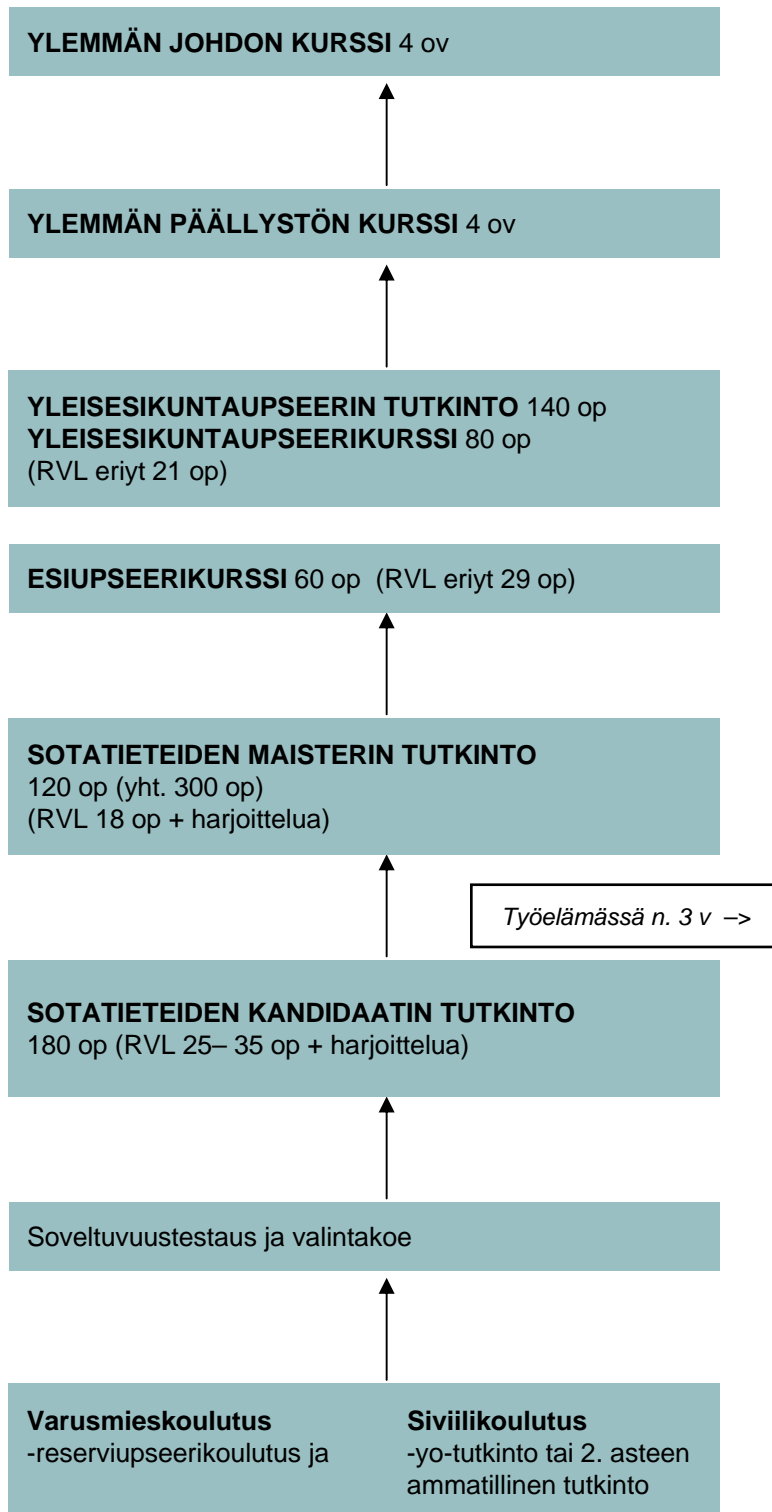 YLEMMÄN JOHDON KURSSI 4 ov
YLEMMÄN PÄÄLLYSTÖN KURSSI 4 ov
YLEISESIKUNTAUPSEERIN TUTKINTO 140 op
YLEISESIKUNTAUPSEERIKURSSI 80 op
(RVL eriyt 21 op)
ESIUPSEERIKURSSI 60 op (RVL eriyt 29 op)
SOTATIETEIDEN MAISTERIN TUTKINTO
120 op (yht. 300 op)
(RVL 18 op + harjoittelua)
Työelämässä n. 3 v –>
SOTATIETEIDEN KANDIDAATIN TUTKINTO
180 op (RVL 25– 35 op + harjoittelua)
Soveltuvuustestaus ja valintakoe
Varusmieskoulutus
-reserviupseerikoulutus ja
Siviilikoulutus
-yo-tutkinto tai 2. asteen
ammatillinen tutkinto